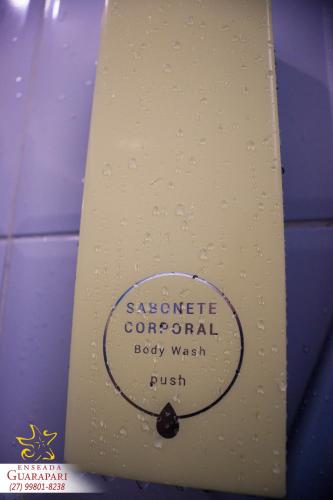 SABONETE
CORPORAL
Body Wash
push
ENSEADA
GUARAPARI
(27) 99801-8238